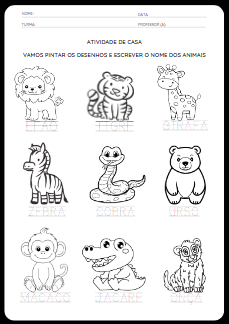 NOME:
DATA:
TURMA:
PROFESSOR(A):
ATIVIDADE DE CASA
VAMOS PINTAR OS DESENHOS E ESCREVER O NOME DOS ANIMAIS
LEÃO TIGRE GIRAFA
ZEBRA COBRA URSO
MACACO JACARÉ ONÇA